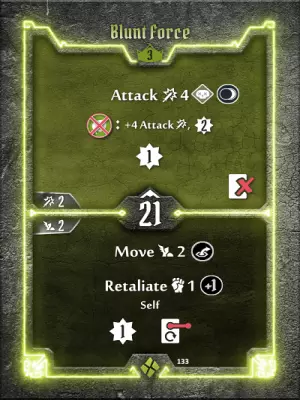 Blunt Force
3
Attack 4
: +4 Attack , 2
1
2
21
2
Move 2
Retaliate 1 +1
Self
1
133